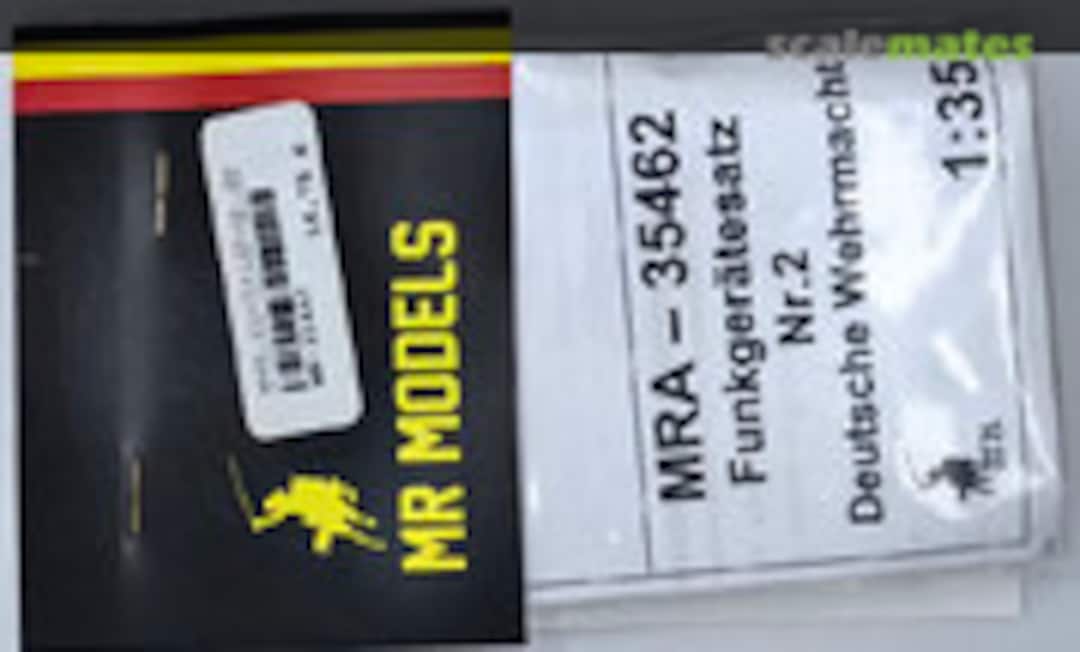 scalemates
MR MODELS
MRA – 35462
Funkgerätesatz
Nr.2
Deutsche Wehrmacht
1:35